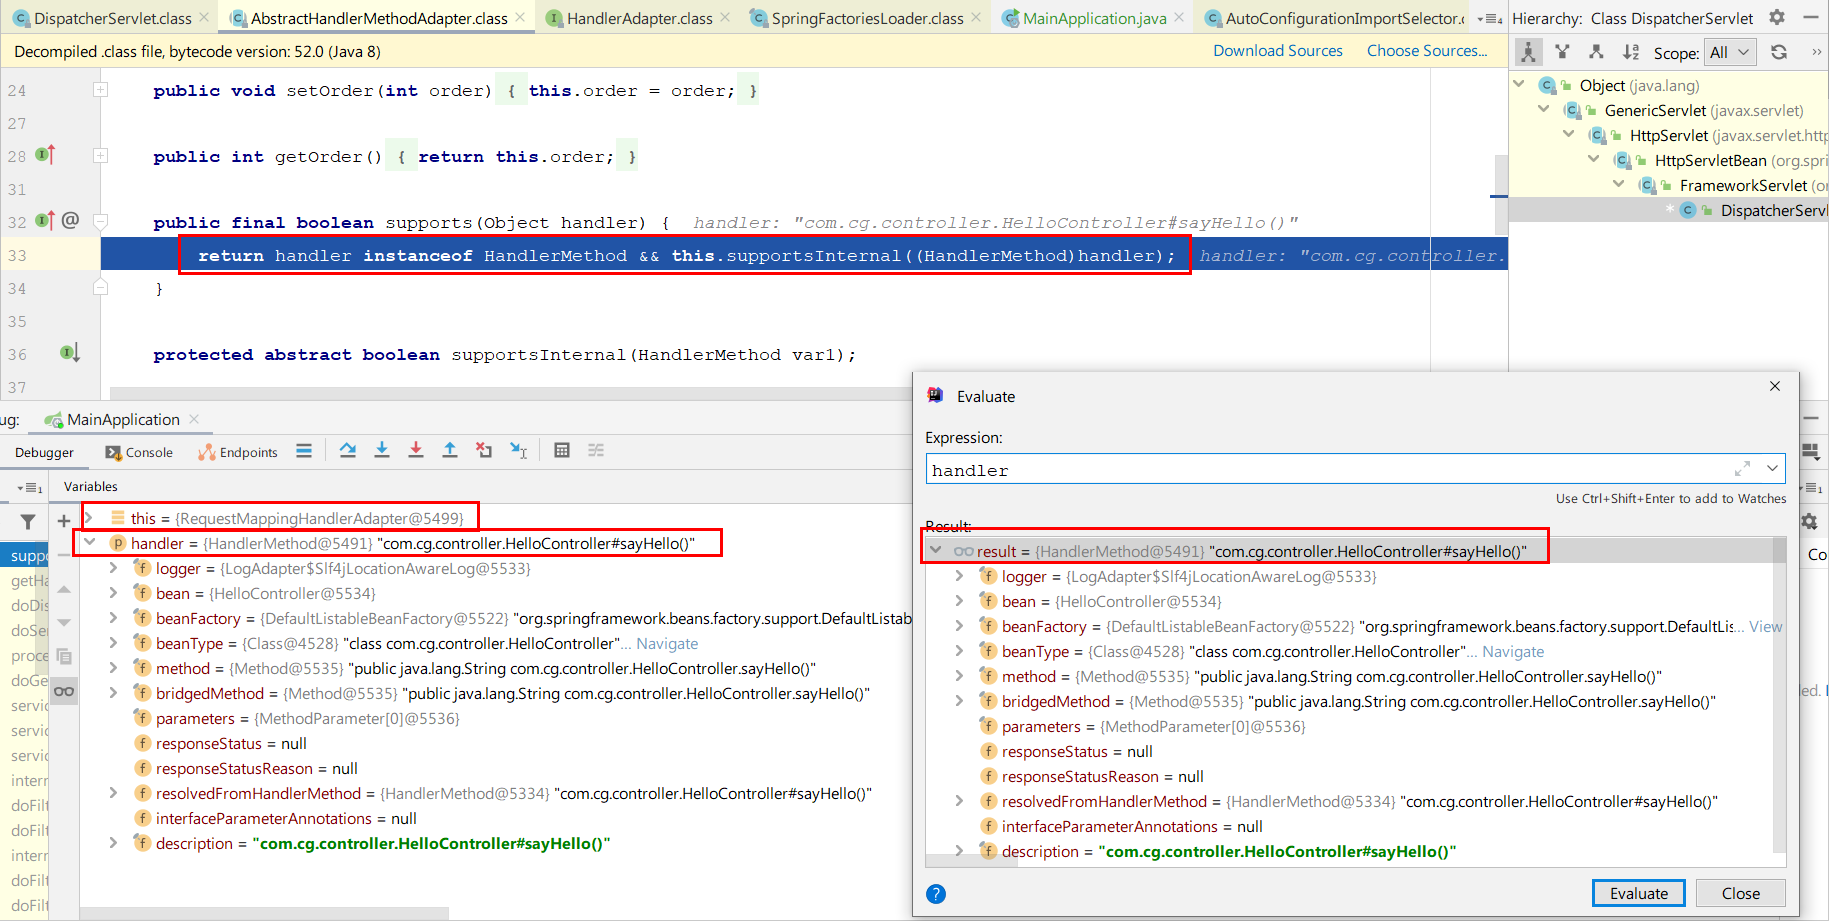 DispatcherServlet.class AbstractHandlerMethodAdapter.class HandlerAdapter.class SpringFactoriesLoader.class MainApplication.java AutoConfigurationImportSelector.c
Hierarchy: Class DispatcherServlet
Decompiled .class file, bytecode version: 52.0 (Java 8) Download Sources Choose Sources...
Scope: All
24 public void setOrder(int order) { this.order = order; }
27
28 public int getOrder() { return this.order; }
31
32 @ public final boolean supports(Object handler) { handler: "com.cg.controller.HelloController#sayHello()"
33 return handler instanceof HandlerMethod && this.supportsInternal((HandlerMethod)handler); handler: "com.cg.controller.
34 }
35
36 protected abstract boolean supportsInternal(HandlerMethod var1);
37
Object (java.lang)
GenericServlet (javax.servlet)
HttpServlet (javax.servlet.http
HttpServletBean (org.spri
FrameworkServlet (or
* DispatcherServl
ug: MainApplication
Debugger Console Endpoints
Variables
suppo
getHa
doDis
doSer
proce
doGe
servic
servic
servic
intern
doFilt
doFilt
intern
doFilt
doFilt
this = {RequestMappingHandlerAdapter@5499}
handler = {HandlerMethod@5491} "com.cg.controller.HelloController#sayHello()"
logger = {LogAdapter$Slf4jLocationAwareLog@5533}
bean = {HelloController@5534}
beanFactory = {DefaultListableBeanFactory@5522} "org.springframework.beans.factory.support.DefaultListab
beanType = {Class@4528} "class com.cg.controller.HelloController"... Navigate
method = {Method@5535} "public java.lang.String com.cg.controller.HelloController.sayHello()"
bridgedMethod = {Method@5535} "public java.lang.String com.cg.controller.HelloController.sayHello()"
parameters = {MethodParameter[0]@5536}
responseStatus = null
responseStatusReason = null
resolvedFromHandlerMethod = {HandlerMethod@5334} "com.cg.controller.HelloController#sayHello()"
interfaceParameterAnnotations = null
description = "com.cg.controller.HelloController#sayHello()"
Evaluate
Expression:
handler
Use Ctrl+Shift+Enter to add to Watches
Result:
result = {HandlerMethod@5491} "com.cg.controller.HelloController#sayHello()"
logger = {LogAdapter$Slf4jLocationAwareLog@5533}
bean = {HelloController@5534}
beanFactory = {DefaultListableBeanFactory@5522} "org.springframework.beans.factory.support.DefaultLis... View
beanType = {Class@4528} "class com.cg.controller.HelloController"... Navigate
method = {Method@5535} "public java.lang.String com.cg.controller.HelloController.sayHello()"
bridgedMethod = {Method@5535} "public java.lang.String com.cg.controller.HelloController.sayHello()"
parameters = {MethodParameter[0]@5536}
responseStatus = null
responseStatusReason = null
resolvedFromHandlerMethod = {HandlerMethod@5334} "com.cg.controller.HelloController#sayHello()"
interfaceParameterAnnotations = null
description = "com.cg.controller.HelloController#sayHello()"
Evaluate Close
Co